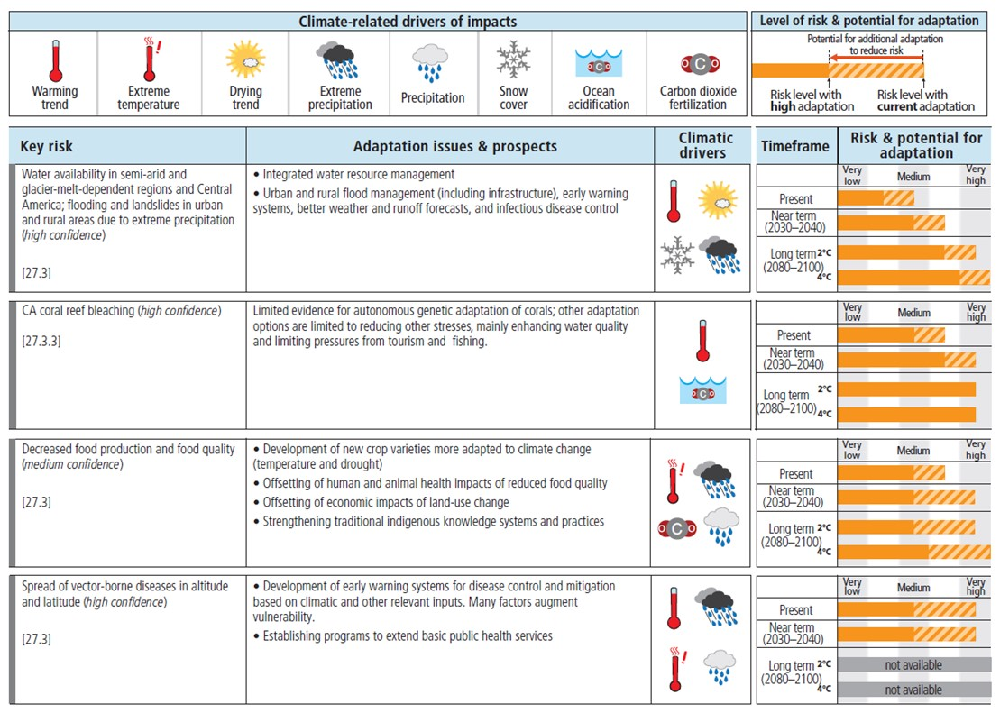 Climate-related drivers of impacts
Warming
trend
Extreme
temperature
Drying
trend
Extreme
precipitation
Precipitation
Snow
cover
Ocean
acidification
Carbon dioxide
fertilization
Level of risk & potential for adaptation
Potential for additional adaptation
to reduce risk
Risk level with
high adaptation
Risk level with
current adaptation
Key risk
Adaptation issues & prospects
Climatic
drivers
Timeframe
Risk & potential for
adaptation
Water availability in semi-arid and
glacier-melt-dependent regions and Central
America; flooding and landslides in urban
and rural areas due to extreme precipitation
(high confidence)
[27.3]
• Integrated water resource management
• Urban and rural flood management (including infrastructure), early warning
systems, better weather and runoff forecasts, and infectious disease control
Very
low
Medium
Very
high
Present
Near term
(2030–2040)
Long term 2°C
(2080–2100)
4°C
CA coral reef bleaching (high confidence)
[27.3.3]
Limited evidence for autonomous genetic adaptation of corals; other adaptation
options are limited to reducing other stresses, mainly enhancing water quality
and limiting pressures from tourism and fishing.
O C O
Very
low
Medium
Very
high
Present
Near term
(2030–2040)
Long term 2°C
(2080–2100)
4°C
Decreased food production and food quality
(medium confidence)
[27.3]
• Development of new crop varieties more adapted to climate change
(temperature and drought)
• Offsetting of human and animal health impacts of reduced food quality
• Offsetting of economic impacts of land-use change
• Strengthening traditional indigenous knowledge systems and practices
O C O
Very
low
Medium
Very
high
Present
Near term
(2030–2040)
Long term 2°C
(2080–2100)
4°C
Spread of vector-borne diseases in altitude
and latitude (high confidence)
[27.3]
• Development of early warning systems for disease control and mitigation
based on climatic and other relevant inputs. Many factors augment
vulnerability.
• Establishing programs to extend basic public health services
Very
low
Medium
Very
high
Present
Near term
(2030–2040)
Long term 2°C
(2080–2100)
4°C
not available
not available